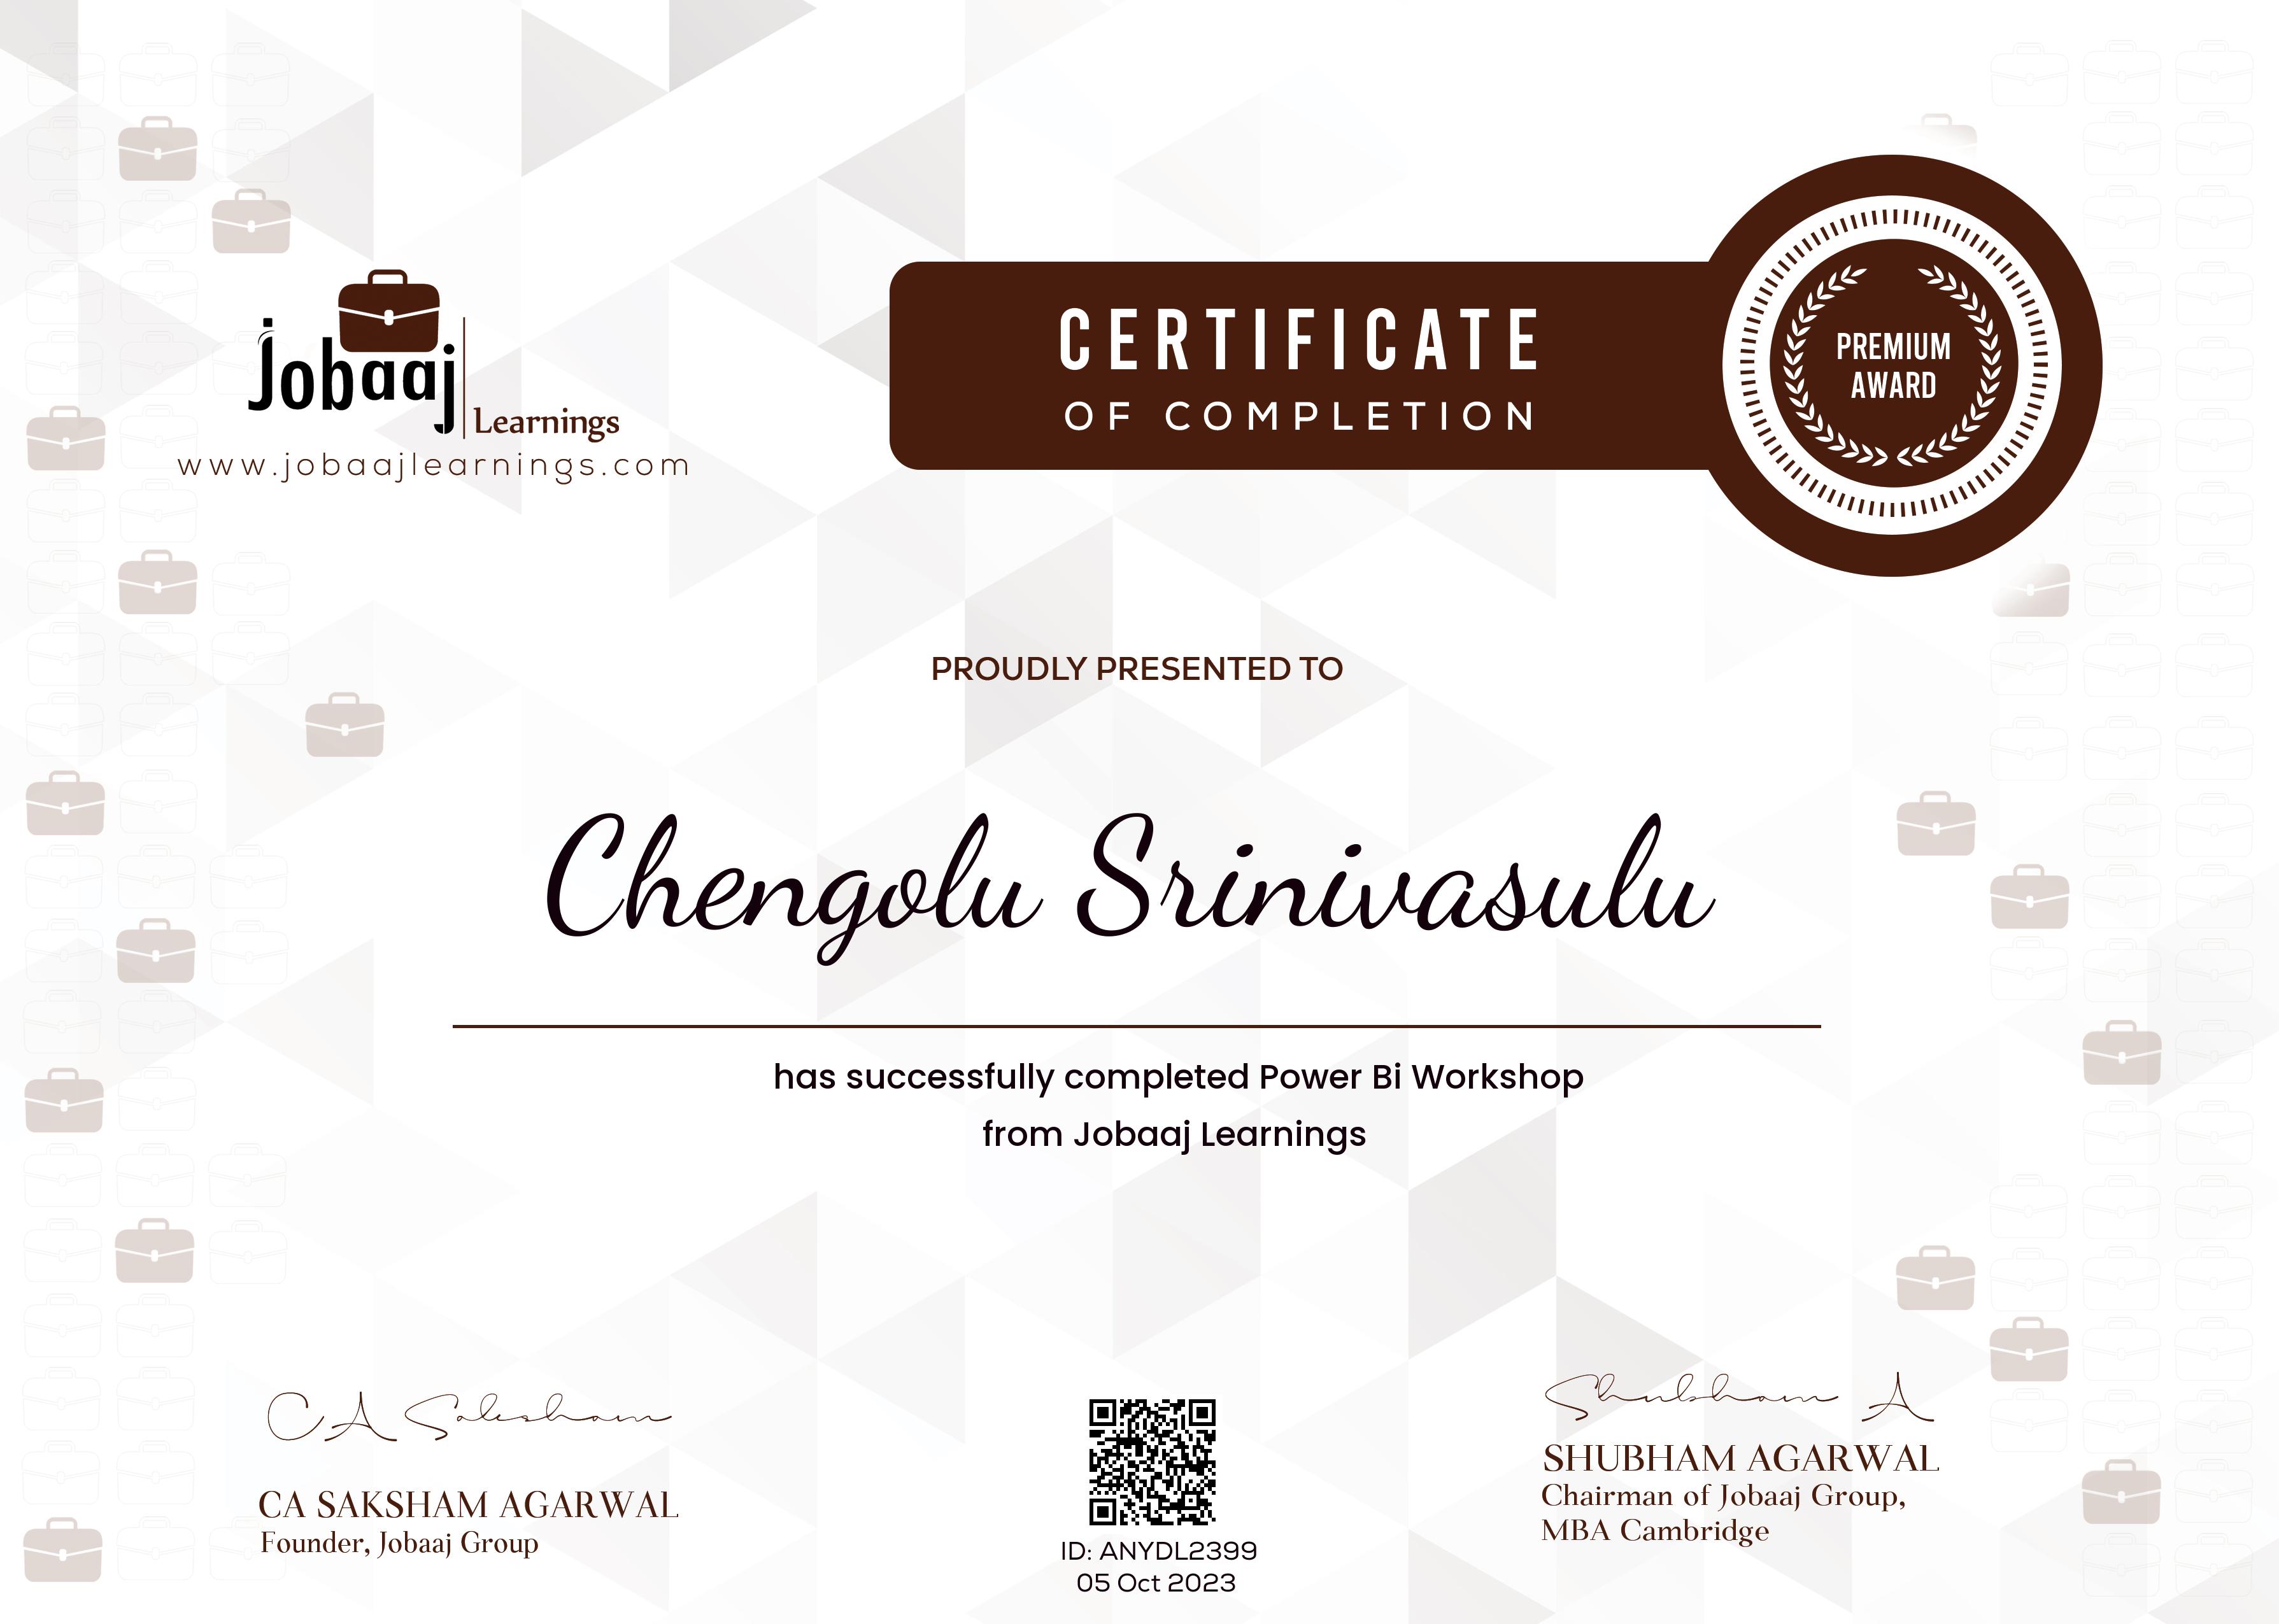 Jobaaj
Learnings
www.jobaajlearnings.com
CERTIFICATE
OF COMPLETION
PREMIUM
AWARD
PROUDLY PRESENTED TO
Chengolu Srinivasulu
has successfully completed Power Bi Workshop
from Jobaaj Learnings
CA Saksham
CA SAKSHAM AGARWAL
Founder, Jobaaj Group
ID: ANYDL2399
05 Oct 2023
Shubham A
SHUBHAM AGARWAL
Chairman of Jobaaj Group,
MBA Cambridge